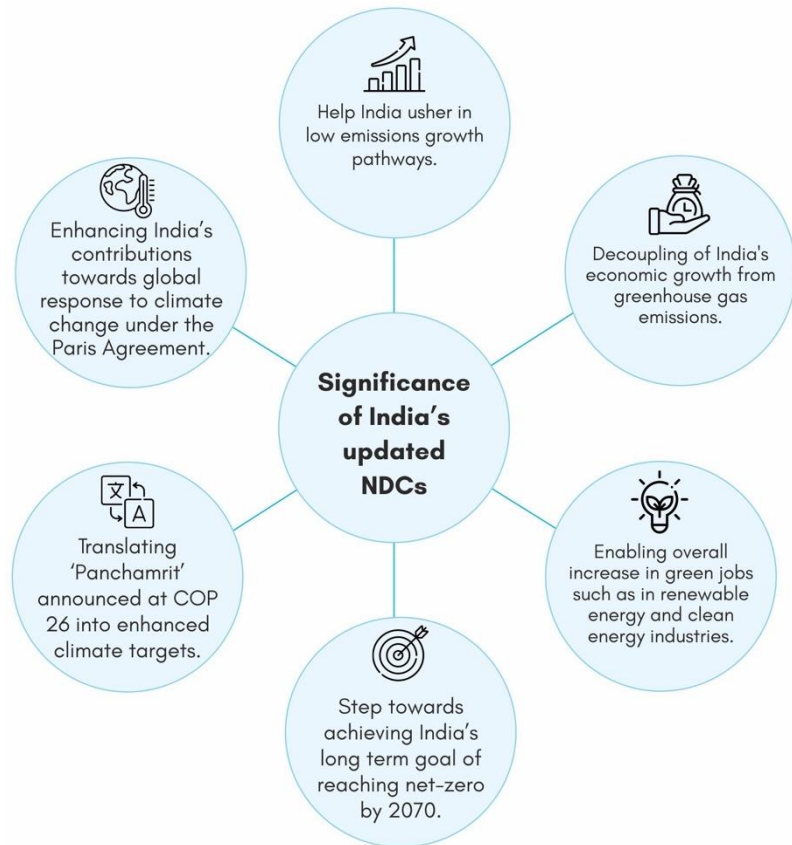 Help India usher in
low emissions growth
pathways.
Enhancing India's
contributions
towards global
response to climate
change under the
Paris Agreement.
Decoupling of India's
economic growth from
greenhouse gas
emissions.
Significance
of India's
updated
NDCs
文
A
Translating
'Panchamrit'
announced at COP
26 into enhanced
climate targets.
Enabling overall
increase in green jobs
such as in renewable
energy and clean
energy industries.
Step towards
achieving India's
long term goal of
reaching net-zero
by 2070.